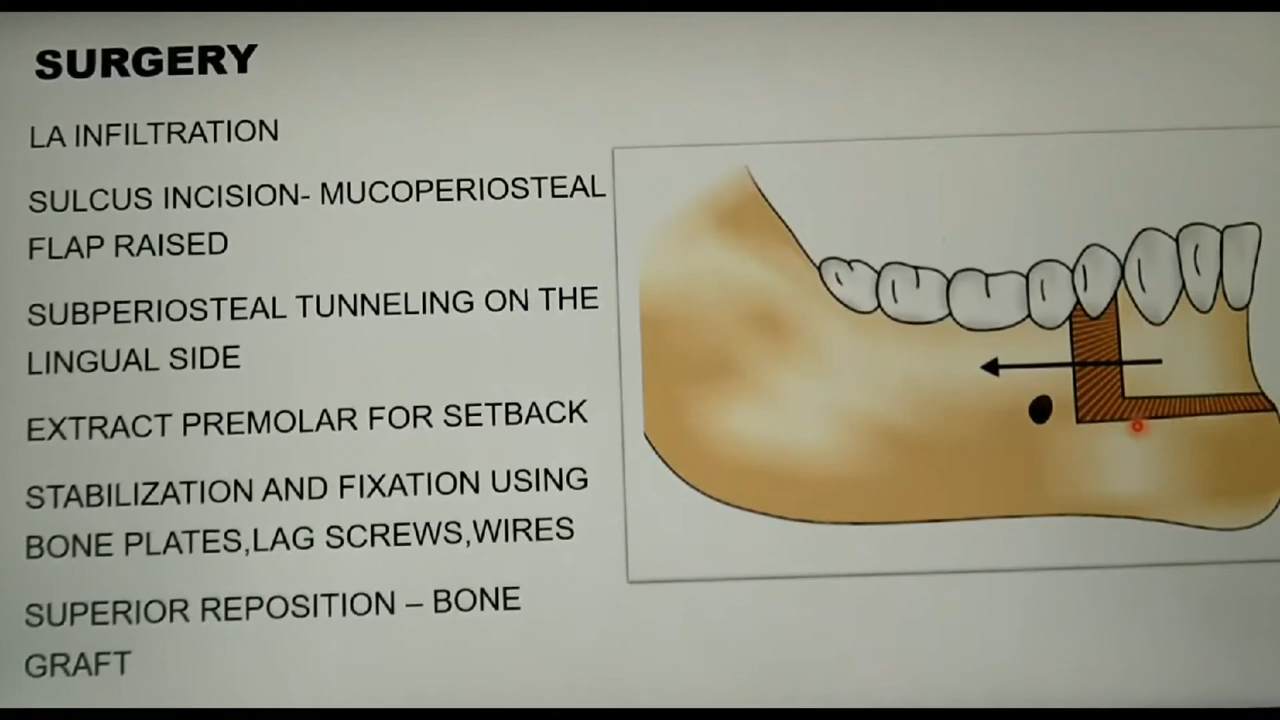 SURGERY
LA INFILTRATION
SULCUS INCISION- MUCOPERIOSTEAL
FLAP RAISED
SUBPERIOSTEAL TUNNELING ON THE
LINGUAL SIDE
EXTRACT PREMOLAR FOR SETBACK
STABILIZATION AND FIXATION USING
BONE PLATES,LAG SCREWS,WIRES
SUPERIOR REPOSITION – BONE
GRAFT